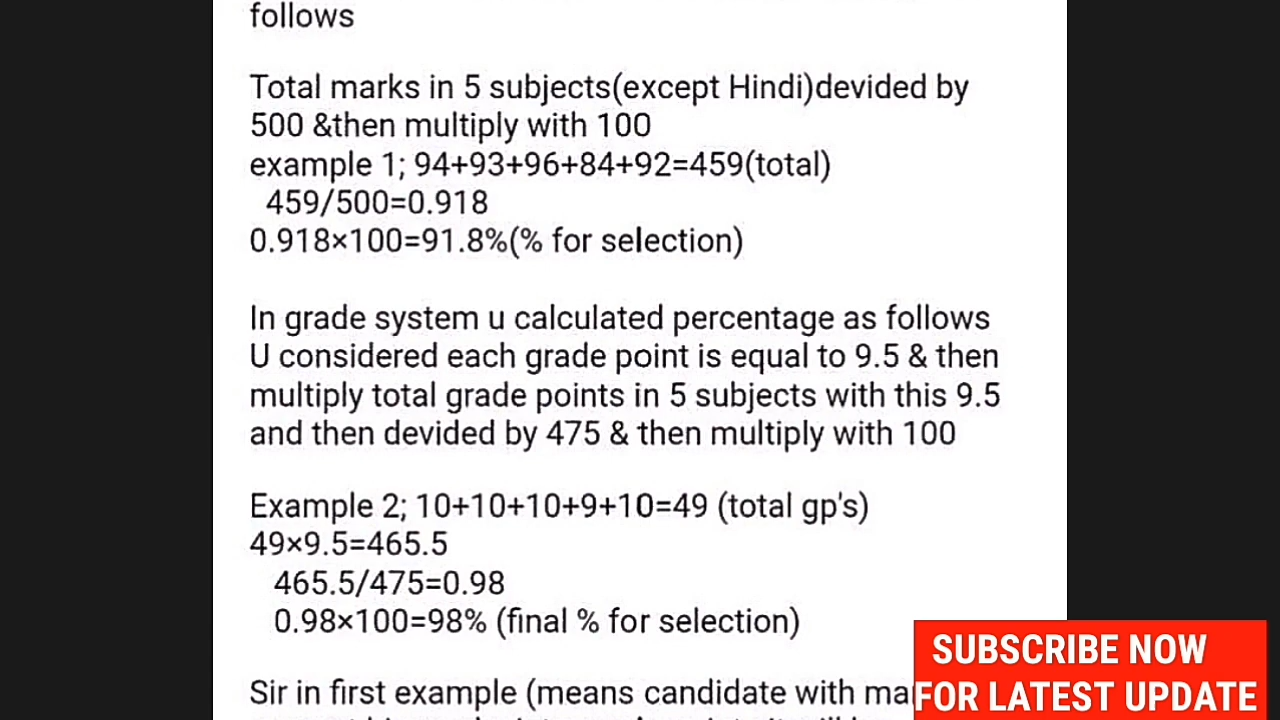 follows
Total marks in 5 subjects(except Hindi)devided by
500 &then multiply with 100
example 1; 94+93+96+84+92=459(total)
459/500=0.918
0.918×100=91.8%(% for selection)
In grade system u calculated percentage as follows
U considered each grade point is equal to 9.5 & then
multiply total grade points in 5 subjects with this 9.5
and then devided by 475 & then multiply with 100
Example 2; 10+10+10+9+10=49 (total gp's)
49×9.5=465.5
465.5/475=0.98
0.98×100=98% (final % for selection)
Sir in first example (means candidate with
SUBSCRIBE NOW
FOR LATEST UPDATE